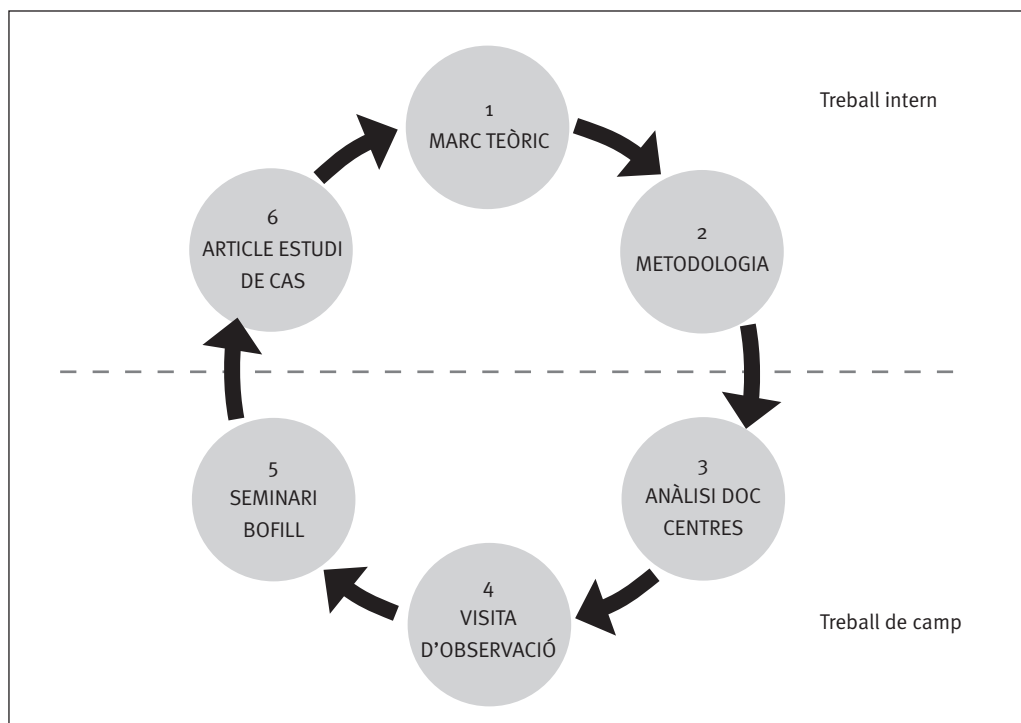 1
MARC TEÒRIC
Treball intern
2
METODOLOGIA
3
ANÀLISI DOC
CENTRES
4
VISITA
D’OBSERVACIÓ
5
SEMINARI
BOFILL
6
ARTICLE ESTUDI
DE CAS
Treball de camp